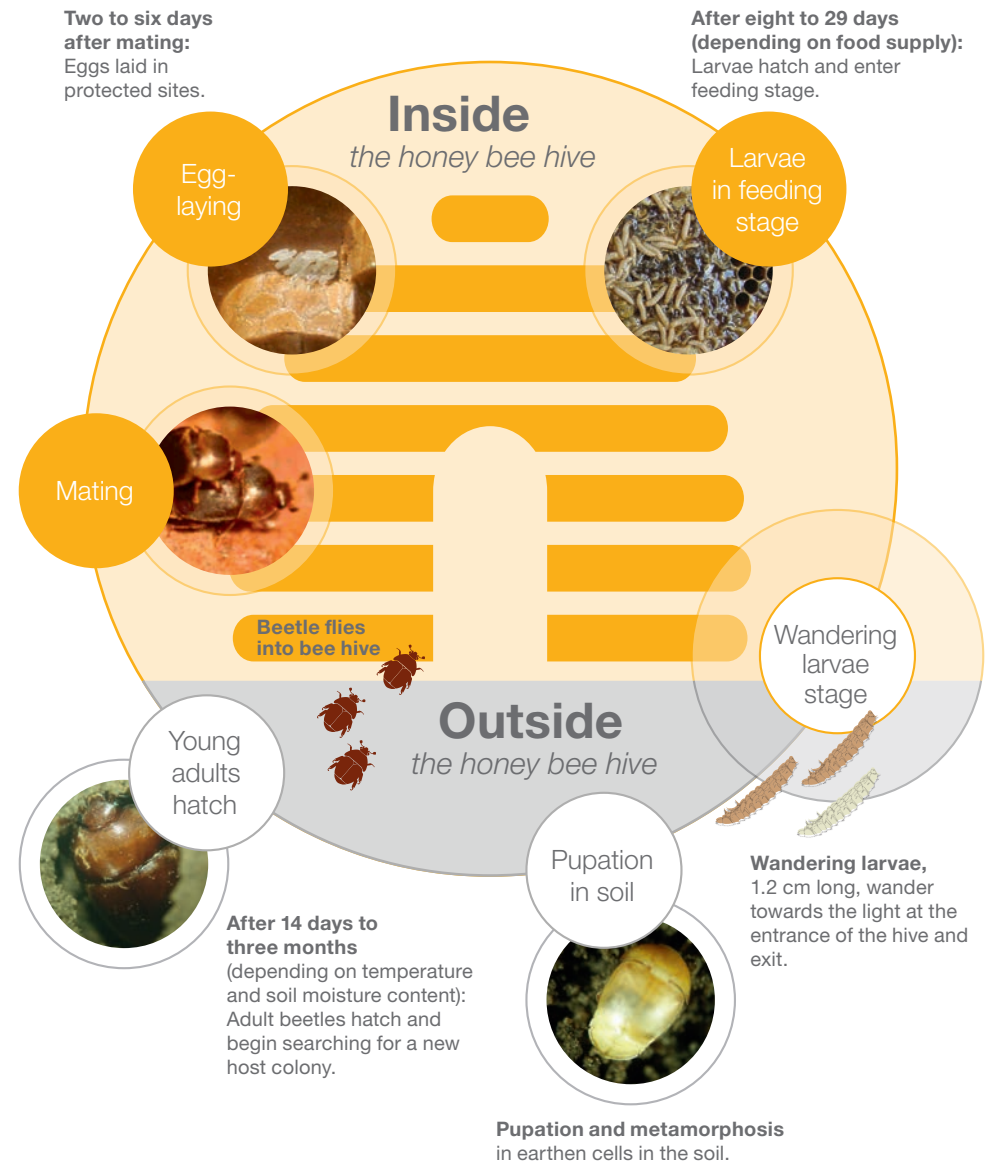 Two to six days
after mating:
Eggs laid in
protected sites.
After eight to 29 days
(depending on food supply):
Larvae hatch and enter
feeding stage.
Inside
the honey bee hive
Egg-
laying
Larvae
in feeding
stage
Mating
Beetle flies
into bee hive
Wandering
larvae
stage
Outside
the honey bee hive
Young
adults
hatch
Pupation
in soil
Wandering larvae,
1.2 cm long, wander
towards the light at the
entrance of the hive and
exit.
After 14 days to
three months
(depending on temperature
and soil moisture content):
Adult beetles hatch and
begin searching for a new
host colony.
Pupation and metamorphosis
in earthen cells in the soil.